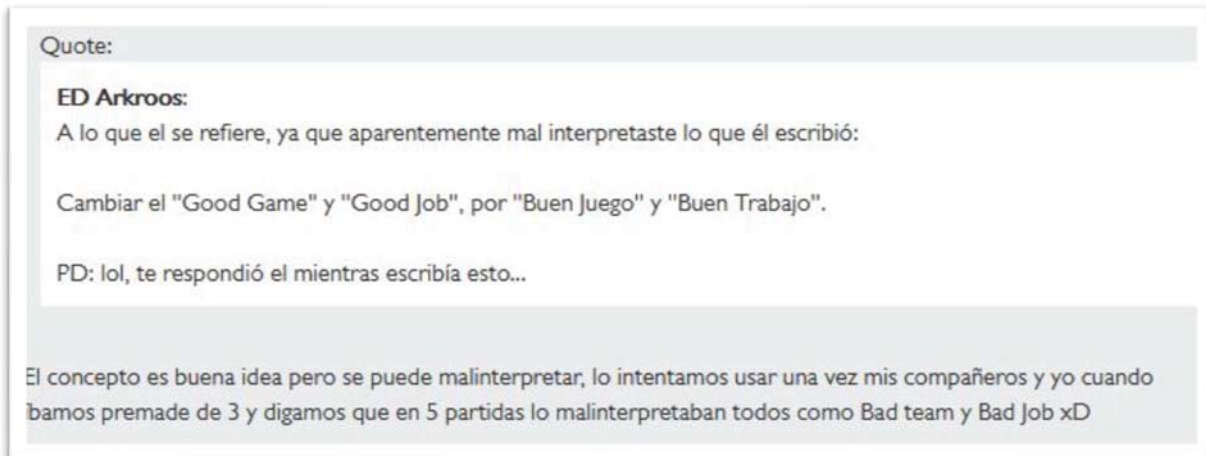 Quote:
ED Arkroos:
A lo que el se refiere, ya que aparentemente mal interpretaste lo que él escribió:
Cambiar el "Good Game" y "Good Job", por "Buen Juego" y "Buen Trabajo".
PD: lol, te respondió el mientras escribía esto...
El concepto es buena idea pero se puede malinterpretar, lo intentamos usar una vez mis compañeros y yo cuando
íbamos premade de 3 y digamos que en 5 partidas lo malinterpretaban todos como Bad team y Bad Job xD